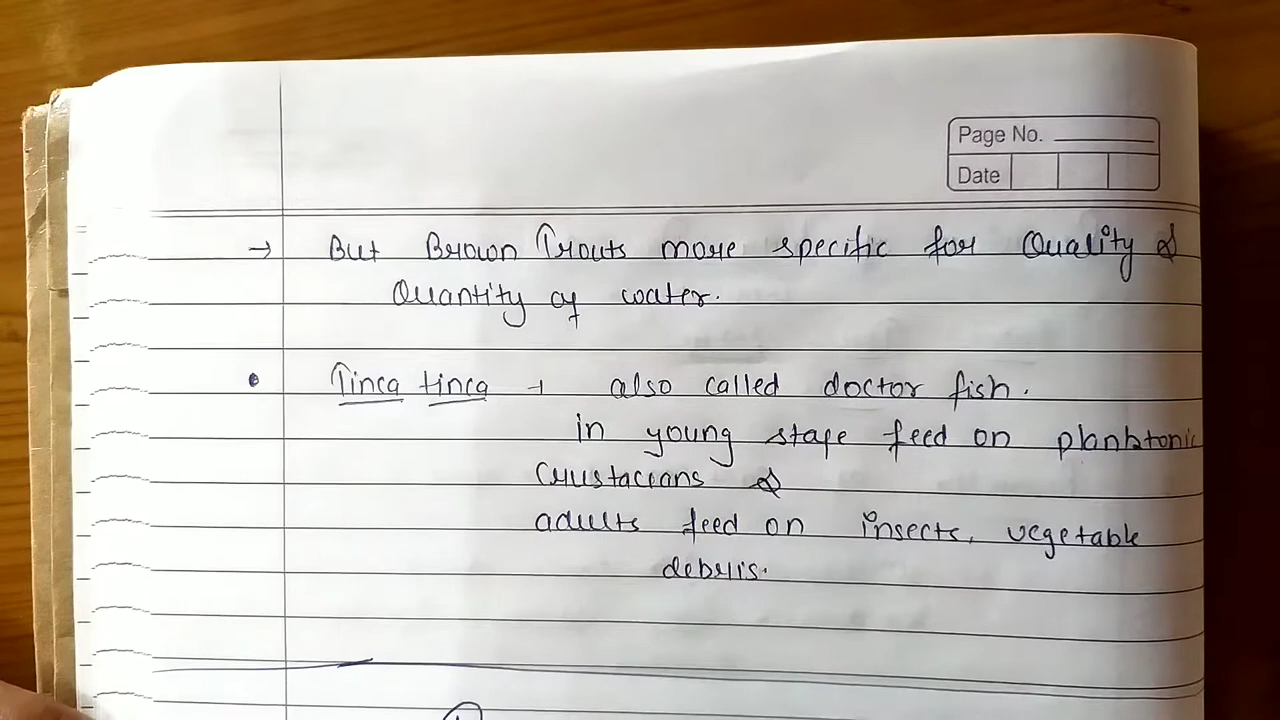 Page No.
Date
→ But Brown Trouts more specific for Quality &
Quantity of water.
• Tinca tinca → also called doctor fish.
in young stage feed on planktonic
crustacians &
adults feed on insects, vegetable
debris.